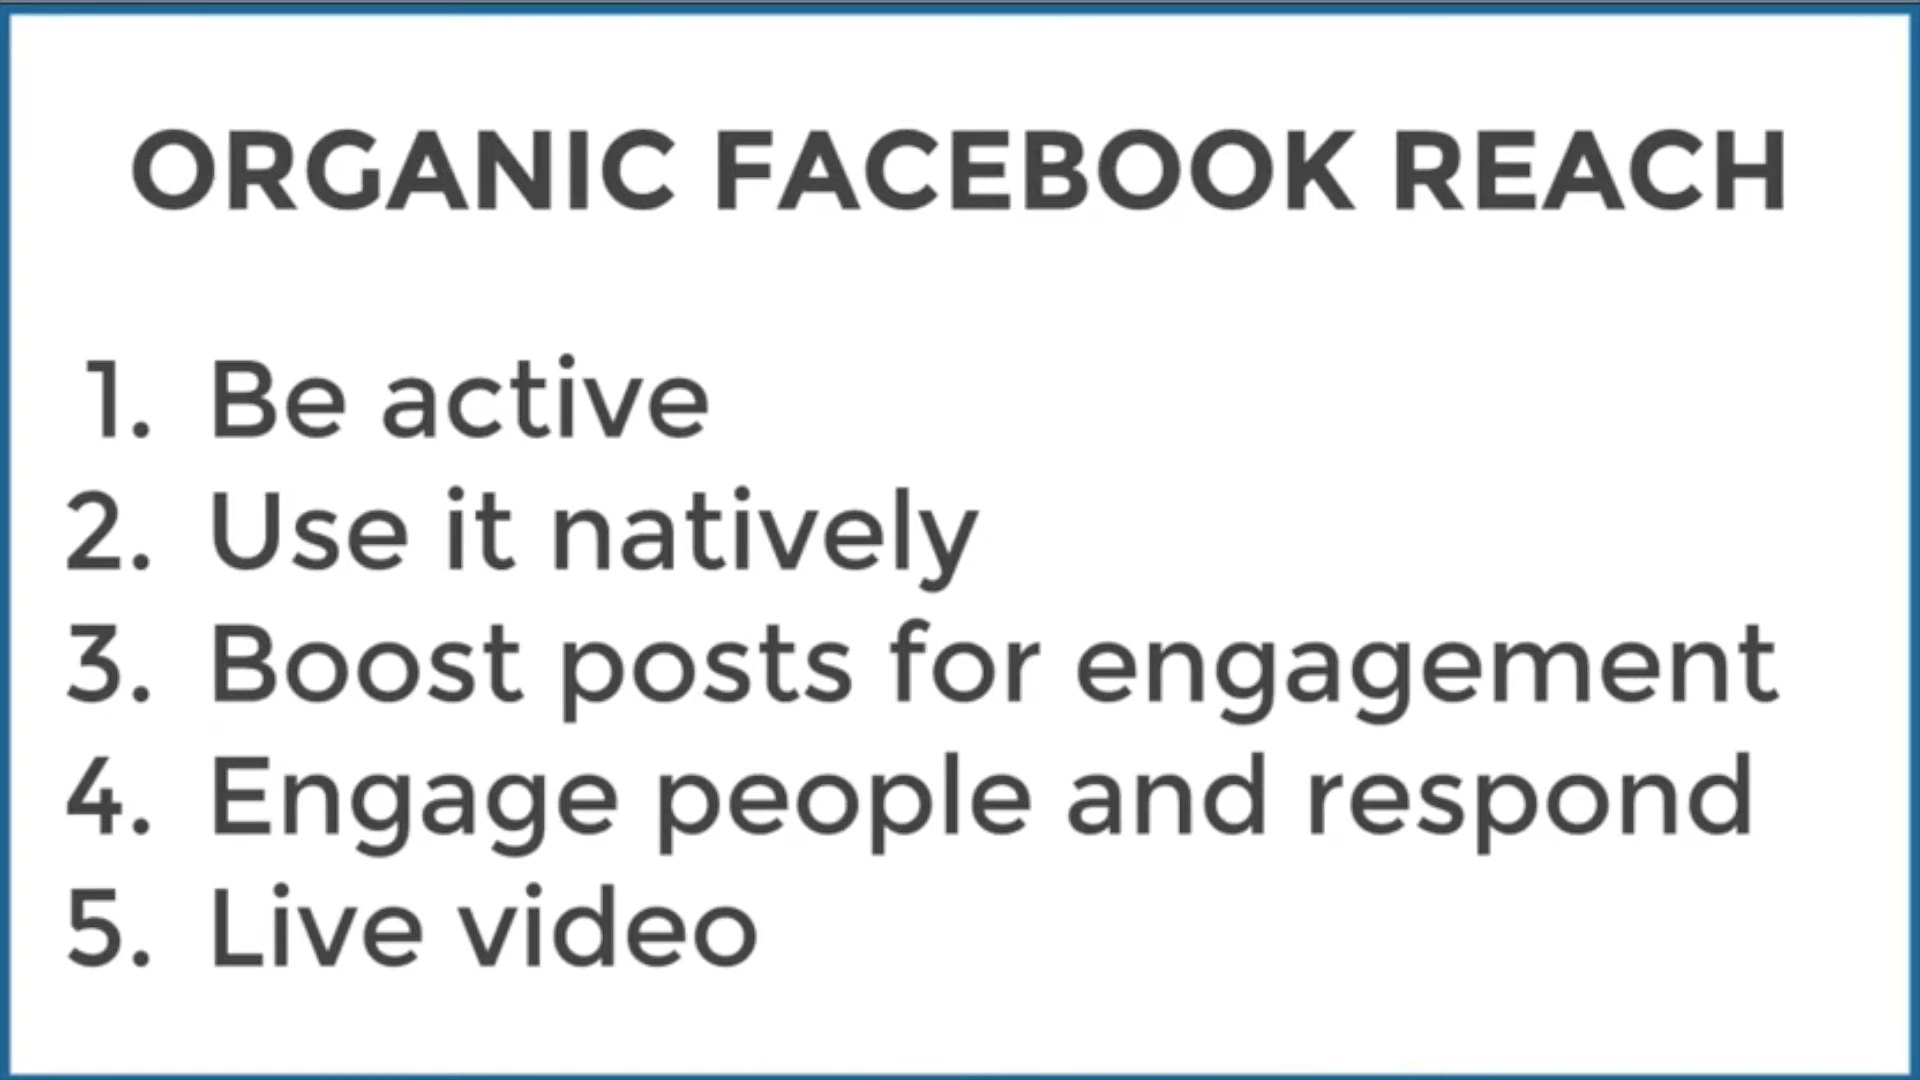 ORGANIC FACEBOOK REACH
1. Be active
2. Use it natively
3. Boost posts for engagement
4. Engage people and respond
5. Live video